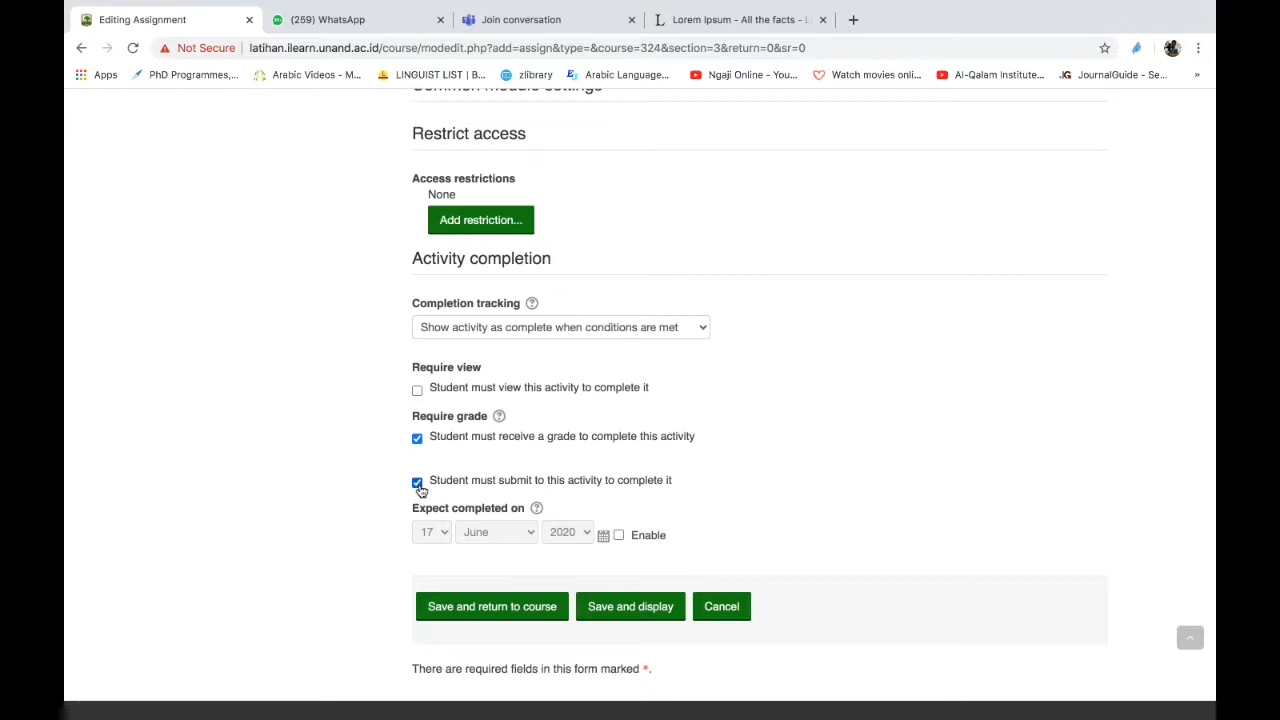 Editing Assignment
(259) WhatsApp
Join conversation
Lorem Ipsum - All the facts - L
Not Secure
latihan.ilearn.unand.ac.id/course/modedit.php?add=assign&type=&course=324&section=3&return=0&sr=0
Apps
PhD Programmes,...
Arabic Videos - M...
LINGUIST LIST | B...
zlibrary
Arabic Language...
Ngaji Online - You...
Watch movies onli...
Al-Qalam Institute...
JournalGuide - Se...
»
Common module settings
Restrict access
Access restrictions
None
Add restriction...
Activity completion
Completion tracking
Show activity as complete when conditions are met
Require view
Student must view this activity to complete it
Require grade
Student must receive a grade to complete this activity
Student must submit to this activity to complete it
Expect completed on
17 June 2020 Enable
Save and return to course
Save and display
Cancel
There are required fields in this form marked *.